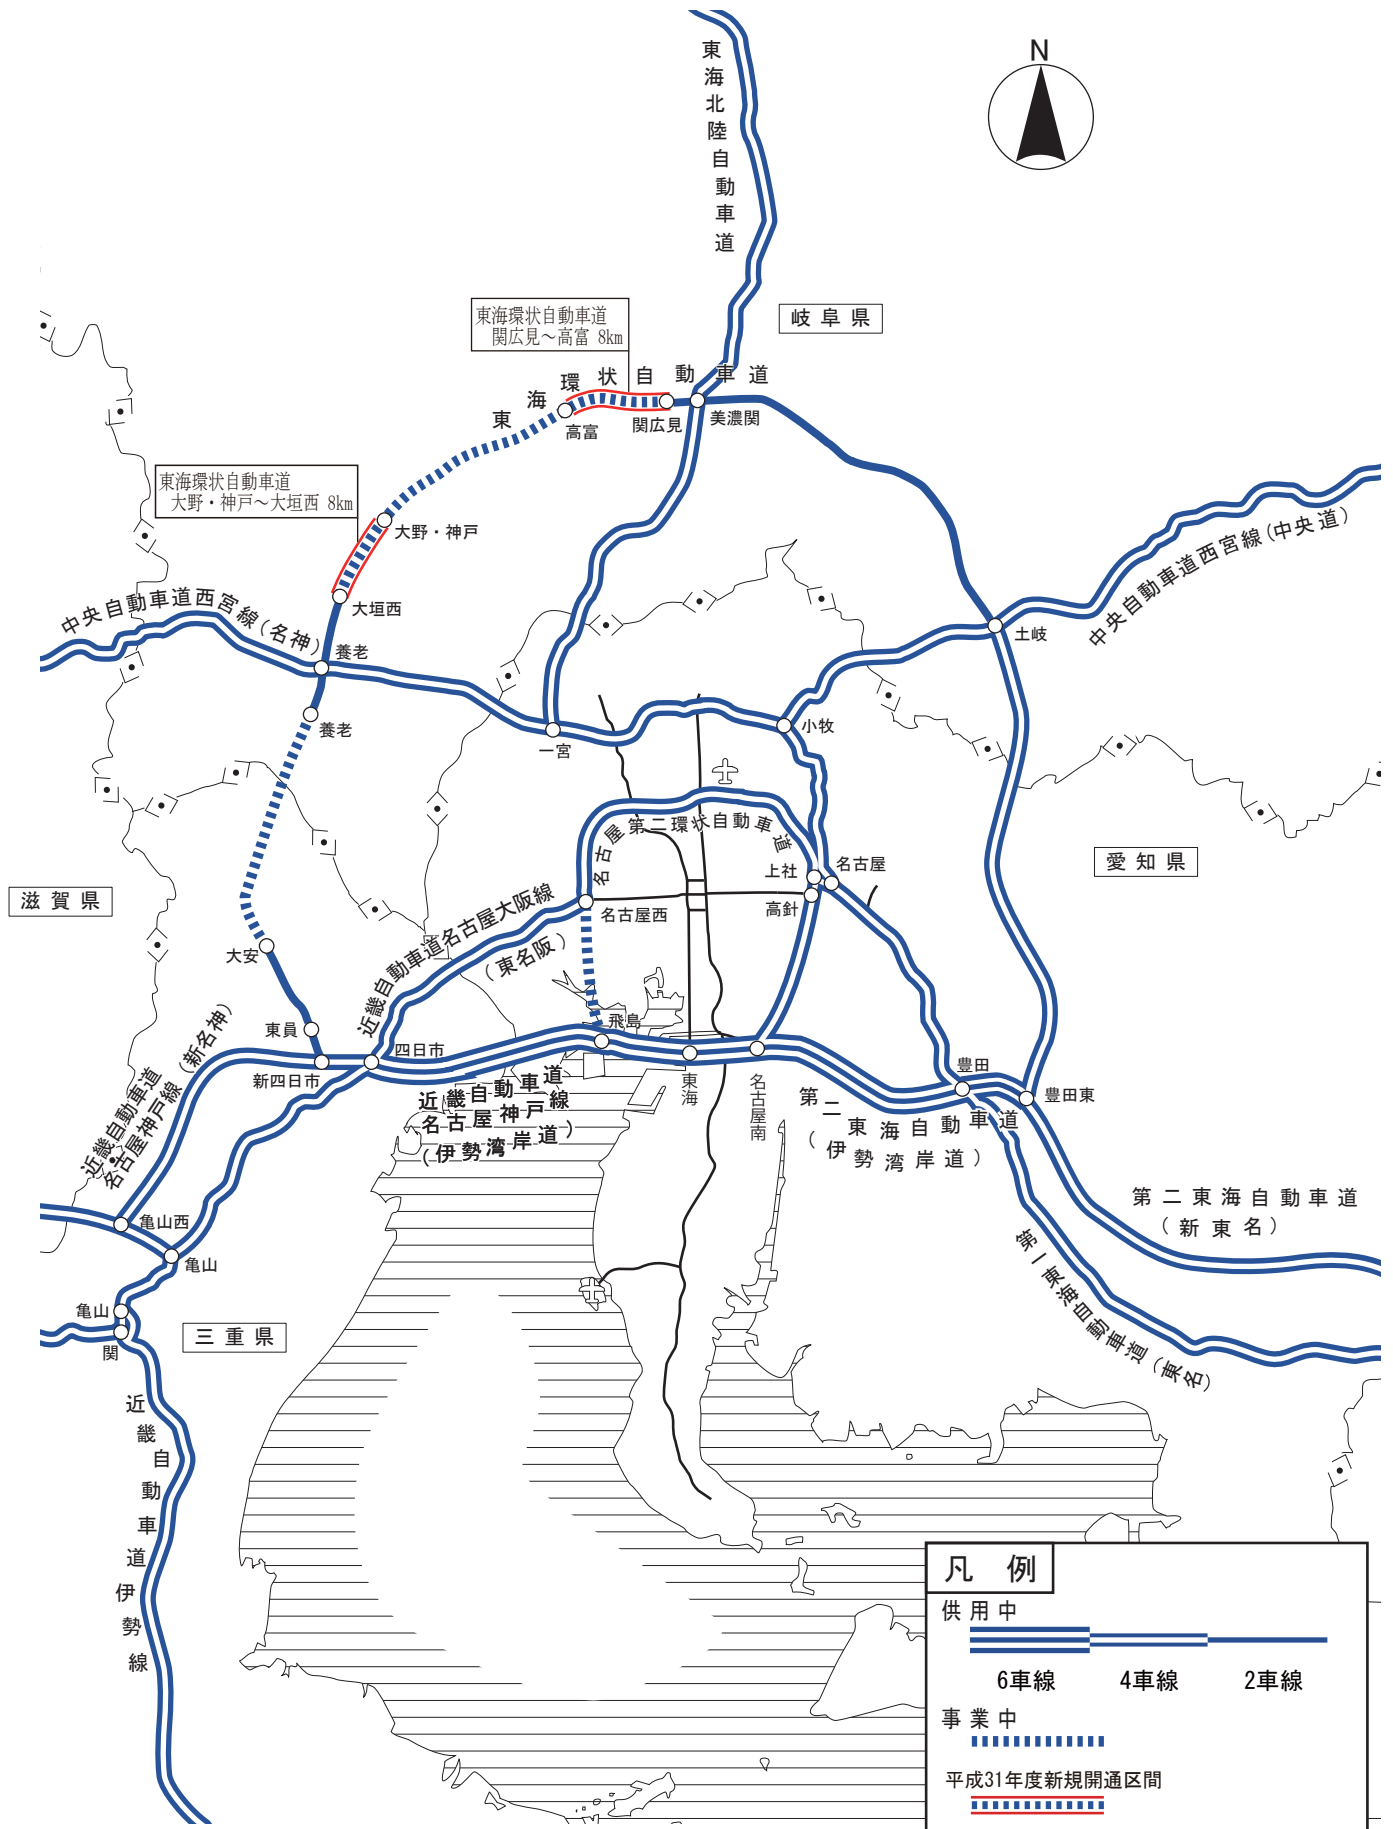 N
東海北陸自動車道
岐阜県
東海環状自動車道
関広見～高富 8km
東海環状自動車道
高富
関広見
美濃関
東海環状自動車道
大野・神戸～大垣西 8km
大野・神戸
大垣西
中央自動車道西宮線(名神)
養老
養老
中央自動車道西宮線(中央道)
土岐
小牧
一宮
名古屋第二環状自動車道
上社
名古屋
高針
名古屋西
愛知県
滋賀県
近畿自動車道名古屋大阪線
(東名阪)
大安
東員
新四日市
四日市
飛島
東海
名古屋南
豊田
豊田東
近畿自動車道
名古屋神戸線(新名神)
近畿自動車道
名古屋神戸線
(伊勢湾岸道)
第二東海自動車道
(伊勢湾岸道)
第二東海自動車道
(新東名)
第一東海自動車道(東名)
亀山西
亀山
亀山
関
三重県
近畿自動車道伊勢線
凡例
供用中
6車線
4車線
2車線
事業中
平成31年度新規開通区間